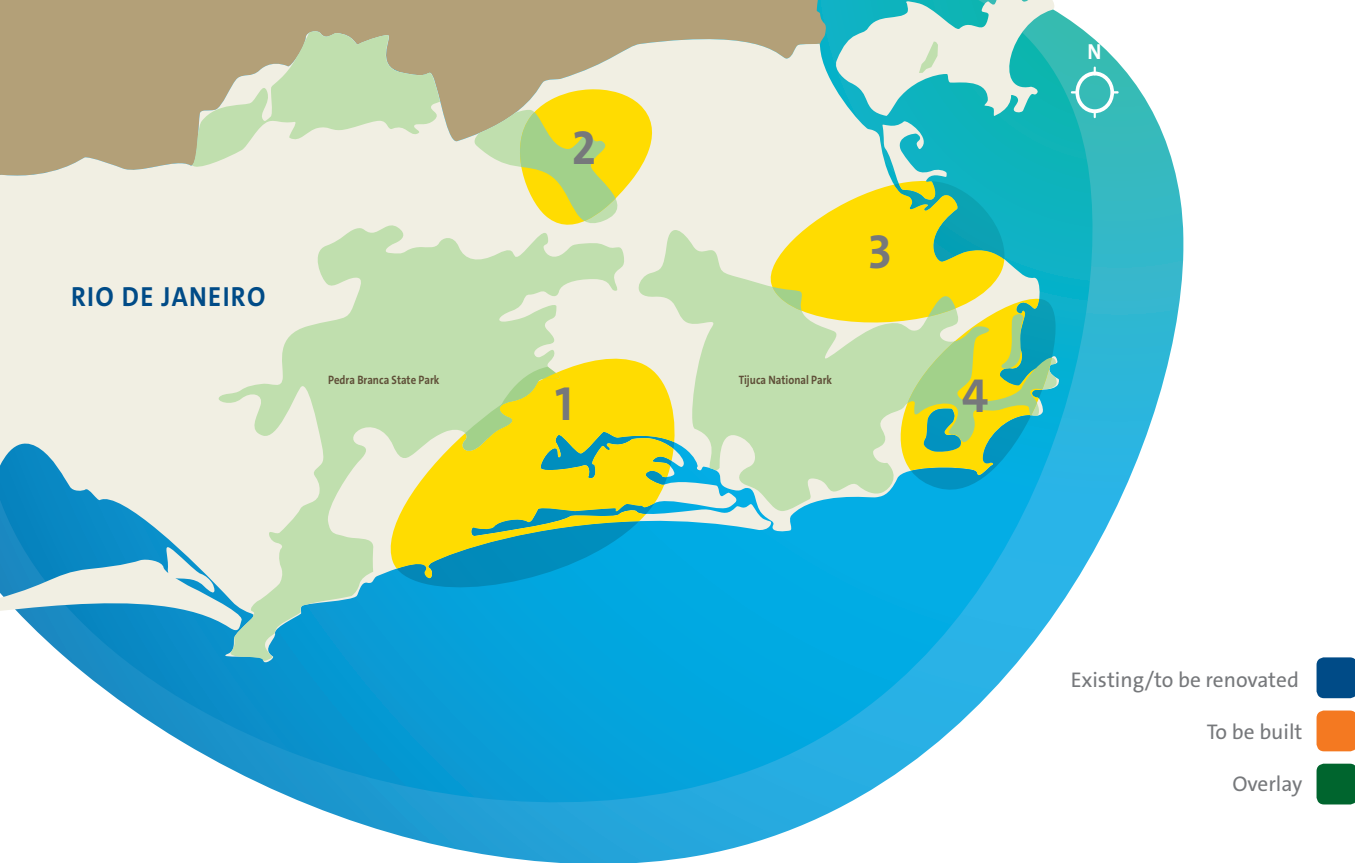 N
2
3
RIO DE JANEIRO
Pedra Branca State Park
Tijuca National Park
1
4
Existing/to be renovated
To be built
Overlay